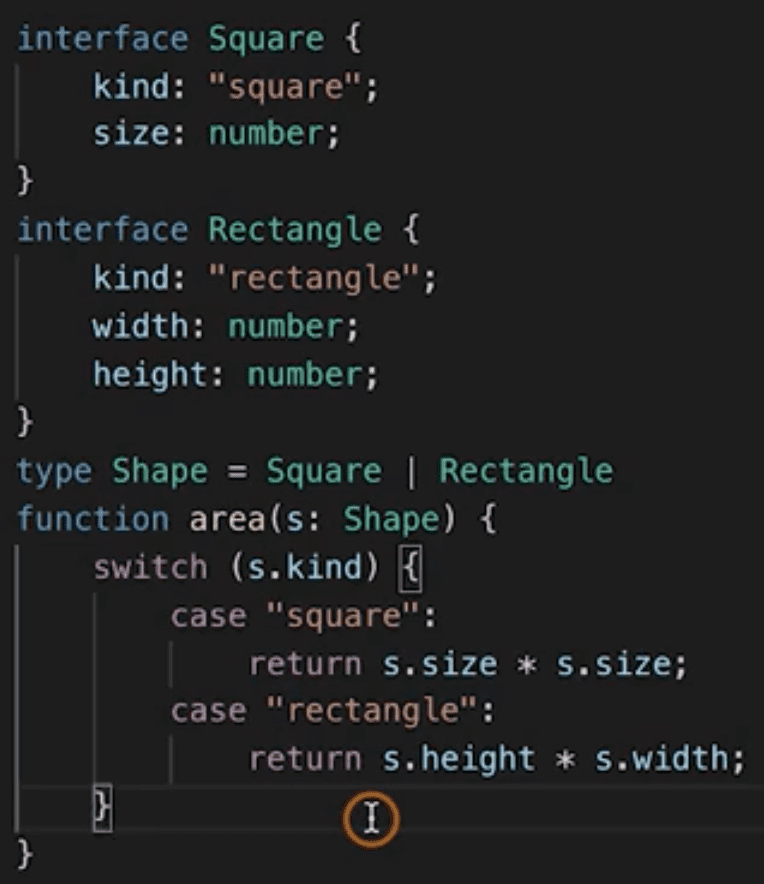 interface Square {
    kind: "square";
    size: number;
}
interface Rectangle {
    kind: "rectangle";
    width: number;
    height: number;
}
type Shape = Square | Rectangle
function area(s: Shape) {
    switch (s.kind) {
        case "square":
            return s.size * s.size;
        case "rectangle":
            return s.height * s.width;
    }
}